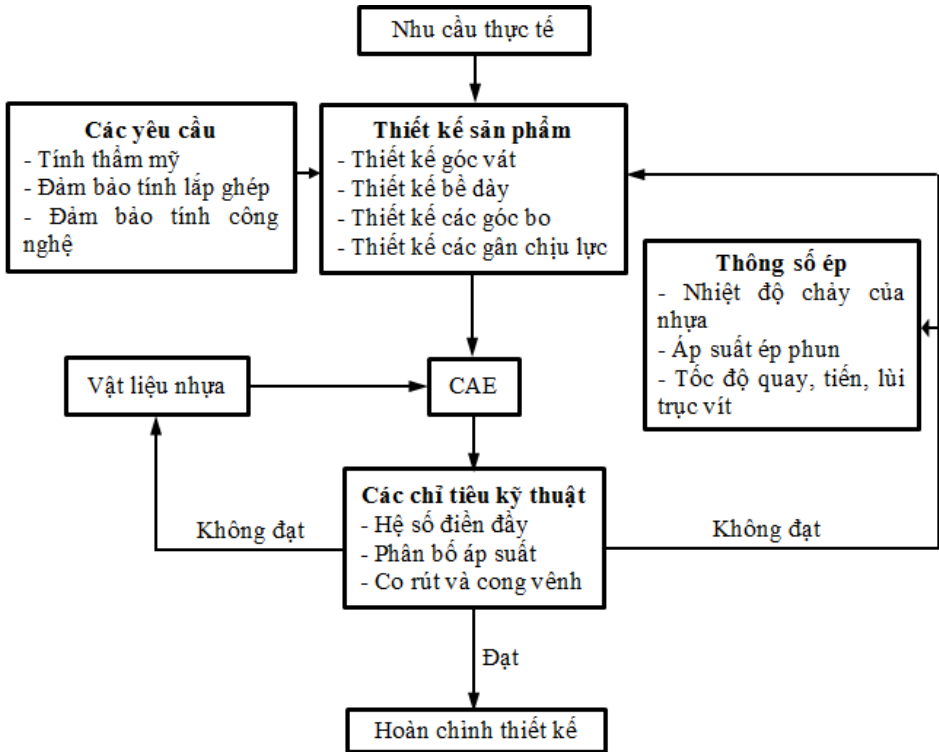 Nhu cầu thực tế
Các yêu cầu
- Tính thẩm mỹ
- Đảm bảo tính lắp ghép
- Đảm bảo tính công
nghệ
Thiết kế sản phẩm
- Thiết kế góc vát
- Thiết kế bề dày
- Thiết kế các góc bo
- Thiết kế các gân chịu lực
Thông số ép
- Nhiệt độ chảy của
nhựa
- Áp suất ép phun
- Tốc độ quay, tiến, lùi
trục vít
Vật liệu nhựa
CAE
Các chỉ tiêu kỹ thuật
- Hệ số điền đầy
- Phân bố áp suất
- Co rút và cong vênh
Không đạt
Không đạt
Đạt
Hoàn chỉnh thiết kế